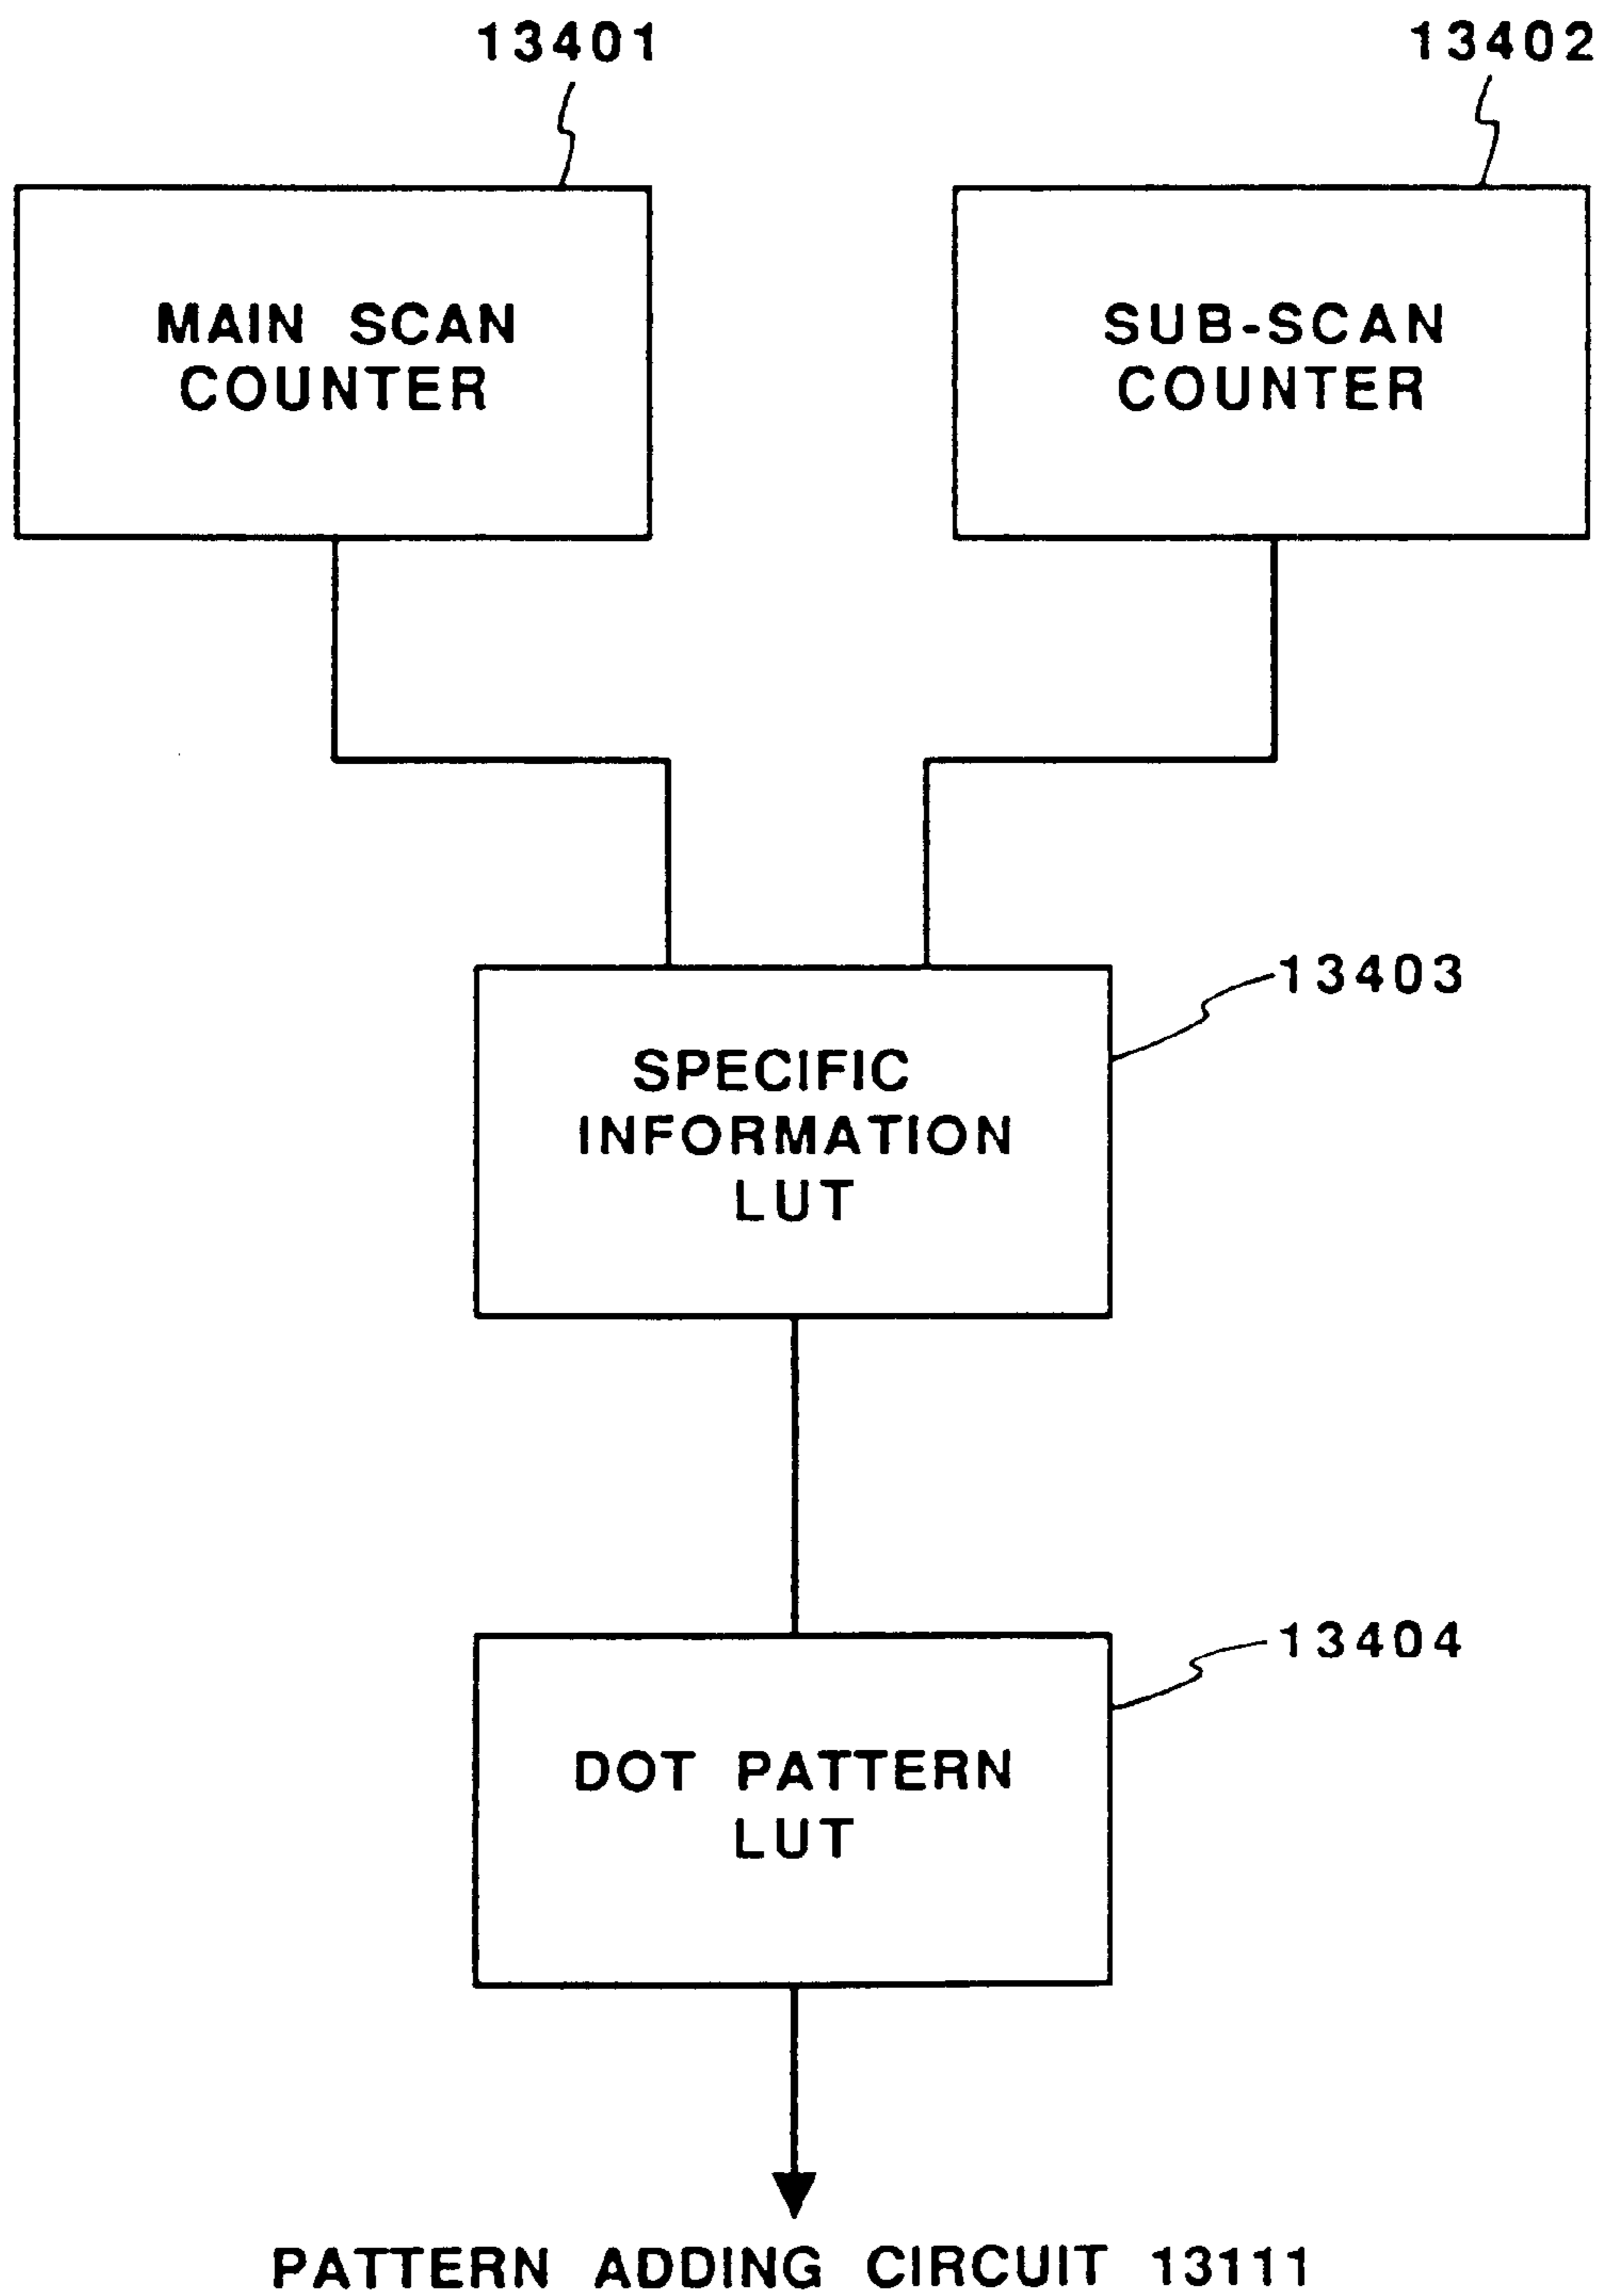 13401
13402
MAIN SCAN
COUNTER
SUB-SCAN
COUNTER
13403
SPECIFIC
INFORMATION
LUT
13404
DOT PATTERN
LUT
PATTERN ADDING CIRCUIT 13111